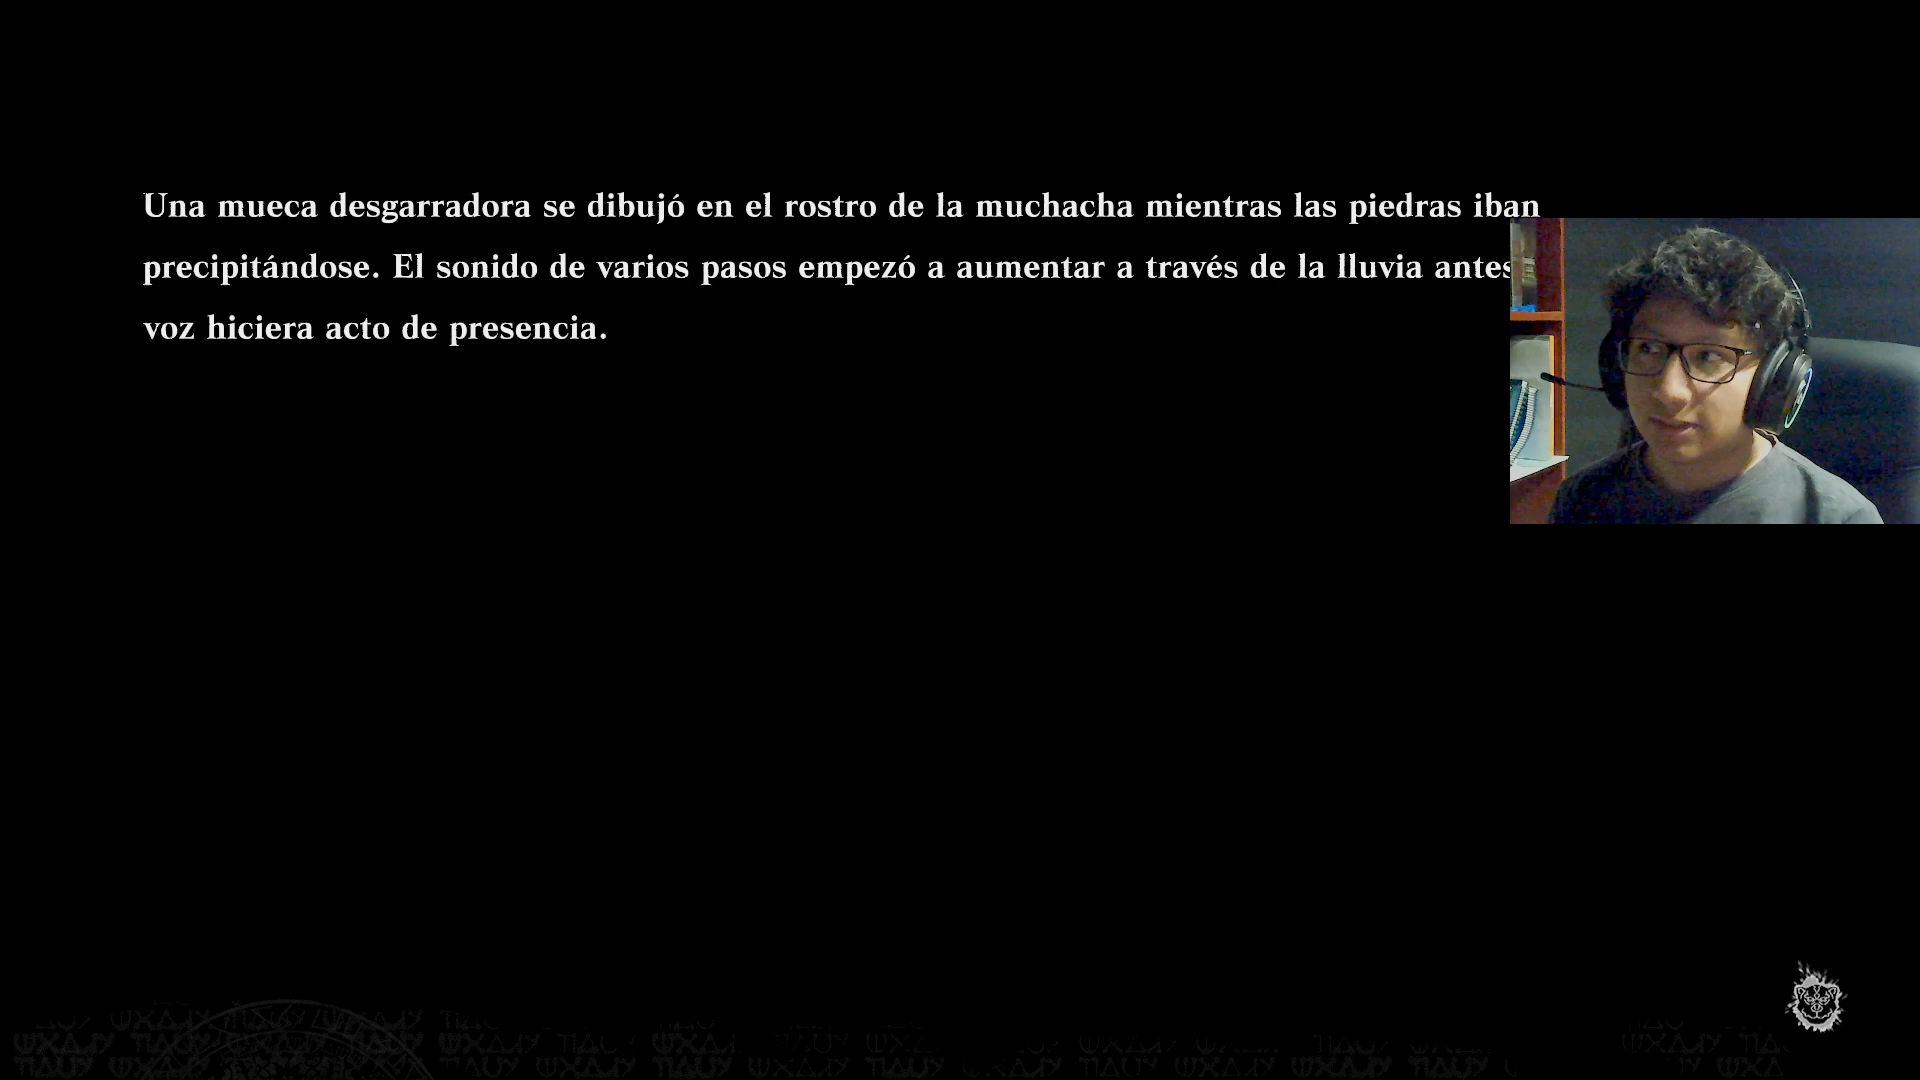 Una mueca desgarradora se dibujó en el rostro de la muchacha mientras las piedras iban
precipitándose. El sonido de varios pasos empezó a aumentar a través de la lluvia antes
voz hiciera acto de presencia.